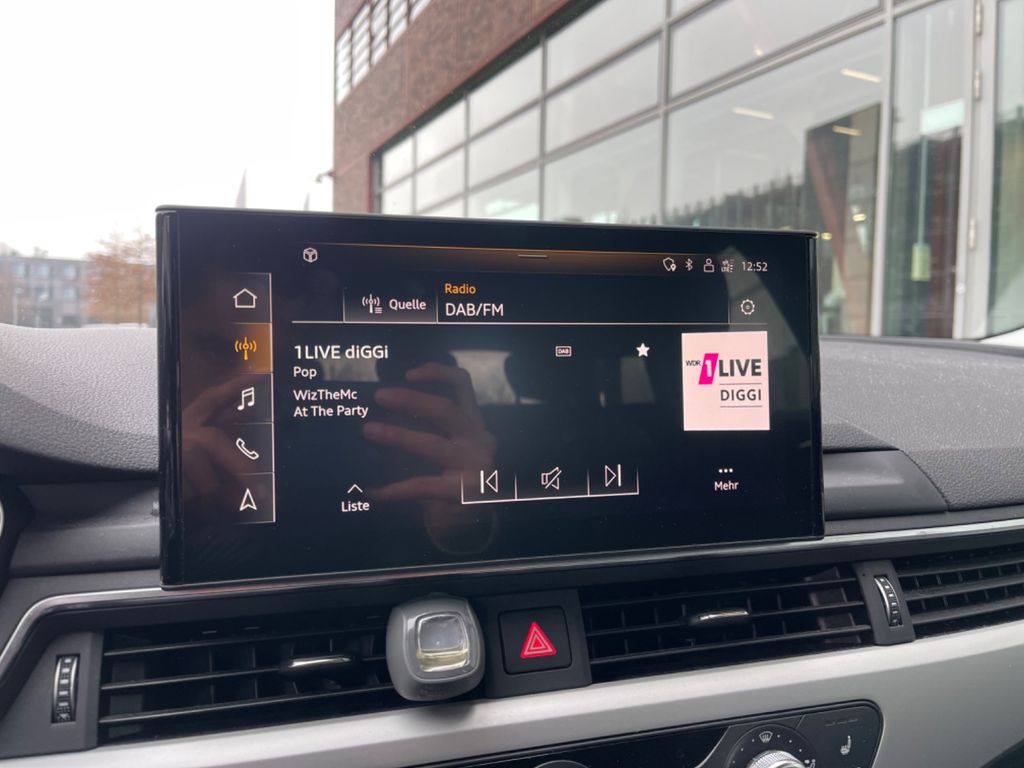 12:52
Quelle
Radio
DAB/FM
1LIVE diGGi
Pop
WizTheMc
At The Party
DAB
WDR 1LIVE
DIGGI
Liste
Mehr